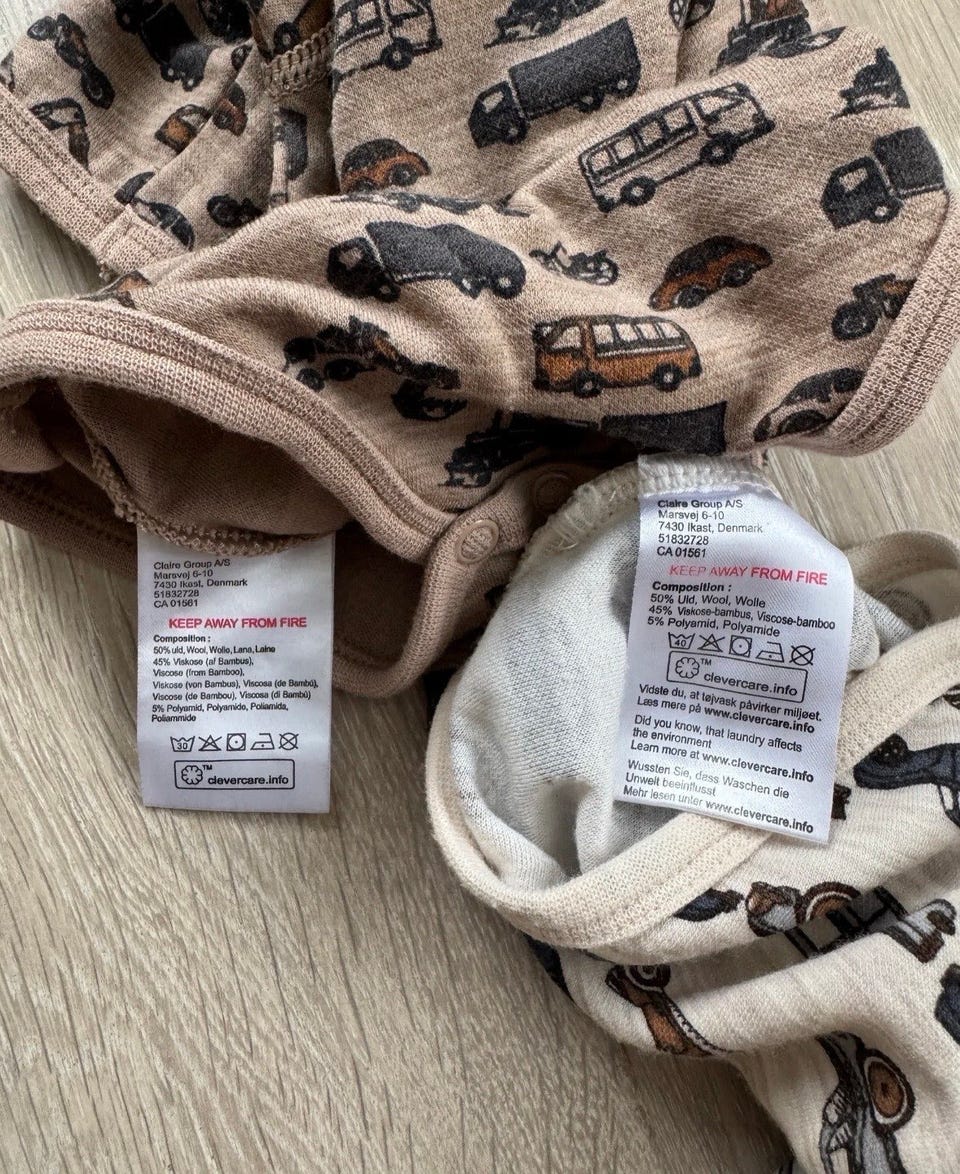 Claire Group A/S
Marsvej 6-10
7430 Ikast, Denmark
51832728
CA 01561
KEEP AWAY FROM FIRE
Composition :
50% uld, Wool, Wolle, Lana, Laine
45% Viskose (af Bambus),
Viscose (from Bamboo),
Viskose (von Bambus), Viscosa (de Bambú),
Viscose (de Bambou), Viscosa (di Bambù)
5% Polyamid, Polyamide, Poliamida,
Poliammide
30
TM
clevercare.info
Claire Group A/S
Marsvej 6-10
7430 Ikast, Denmark
51832728
CA 01561
KEEP AWAY FROM FIRE
Composition :
50% Uld, Wool, Wolle
45% Viskose-bambus, Viscose-bamboo
5% Polyamid, Polyamide
40
TM
clevercare.info
Vidste du, at tøjvask påvirker miljøet.
Læs mere på www.clevercare.info
Did you know, that laundry affects
the environment
Learn more at www.clevercare.info
Wussten Sie, dass Waschen die
Umwelt beeinflusst
Mehr lesen unter www.clevercare.info